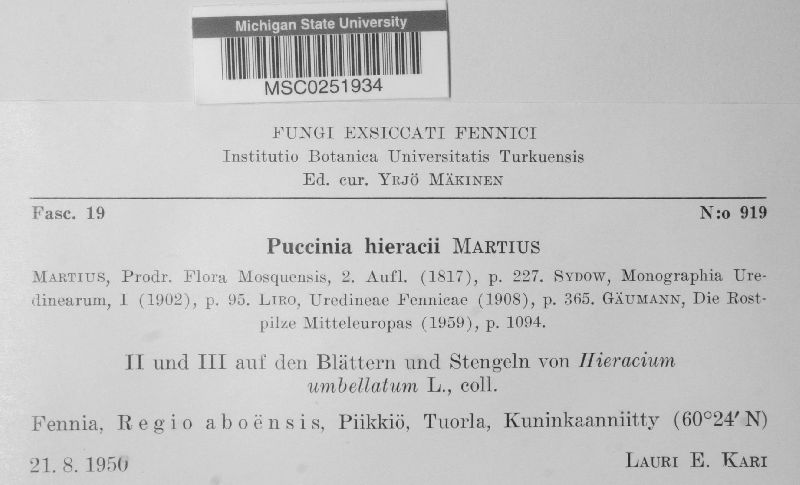 Michigan State University
MSC0251934
FUNGI EXSICCATI FENNICI
Institutio Botanica Universitatis Turkuensis
Ed. cur. YRJÖ MÄKINEN
Fasc. 19 N:o 919
Puccinia hieracii MARTIUS
MARTIUS, Prodr. Flora Mosquensis, 2. Aufl. (1817), p. 227. SYDOW, Monographia Ure-
dinearum, I (1902), p. 95. LIRO, Uredineae Fennicae (1908), p. 365. GÄUMANN, Die Rost-
pilze Mitteleuropas (1959), p. 1094.
II und III auf den Blättern und Stengeln von Hieracium
umbellatum L., coll.
Fennia, Regio aboënsis, Piikkiö, Tuorla, Kuninkaanniitty (60°24′ N)
21. 8. 1950 LAURI E. KARI